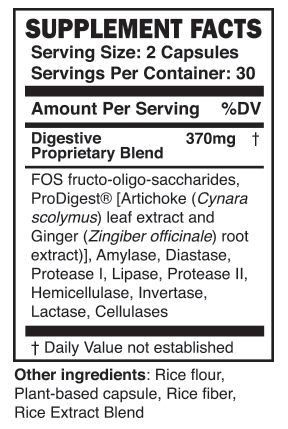 SUPPLEMENT FACTS
Serving Size: 2 Capsules
Servings Per Container: 30
Amount Per Serving %DV
Digestive 370mg †
Proprietary Blend
FOS fructo-oligo-saccharides,
ProDigest® [Artichoke (Cynara
scolymus) leaf extract and
Ginger (Zingiber officinale) root
extract)], Amylase, Diastase,
Protease I, Lipase, Protease II,
Hemicellulase, Invertase,
Lactase, Cellulases
† Daily Value not established
Other ingredients: Rice flour,
Plant-based capsule, Rice fiber,
Rice Extract Blend